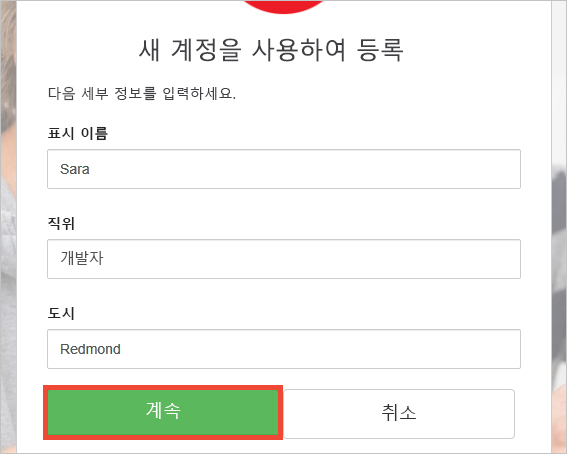 새 계정을 사용하여 등록
다음 세부 정보를 입력하세요.
표시 이름
Sara
직위
개발자
도시
Redmond
계속
취소